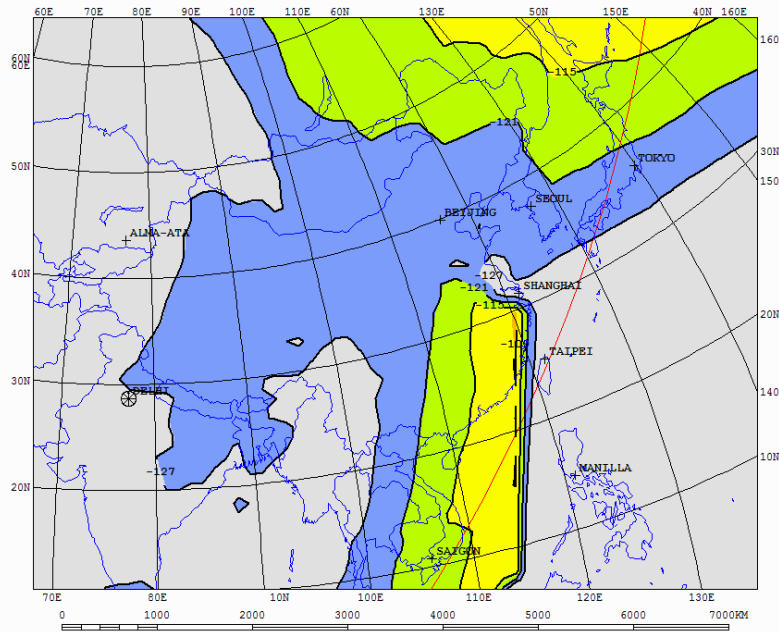 60E 70E 80E 90E 100E 110E 60N 130E 50N 150E 40N 160E
160
60N
60E
-115
-121
TOKYO
30N
150E
50N
SEOUL
BEIJING
ALMA-ATA
40N
-127
-121
SHANGHAI
-115
20N
-109
TAIPEI
30N
DELHI
140
10N
-127
MANILLA
20N
SAIGON
70E 80E 10N 100E 110E 120E 130E
0 1000 2000 3000 4000 5000 6000 7000KM